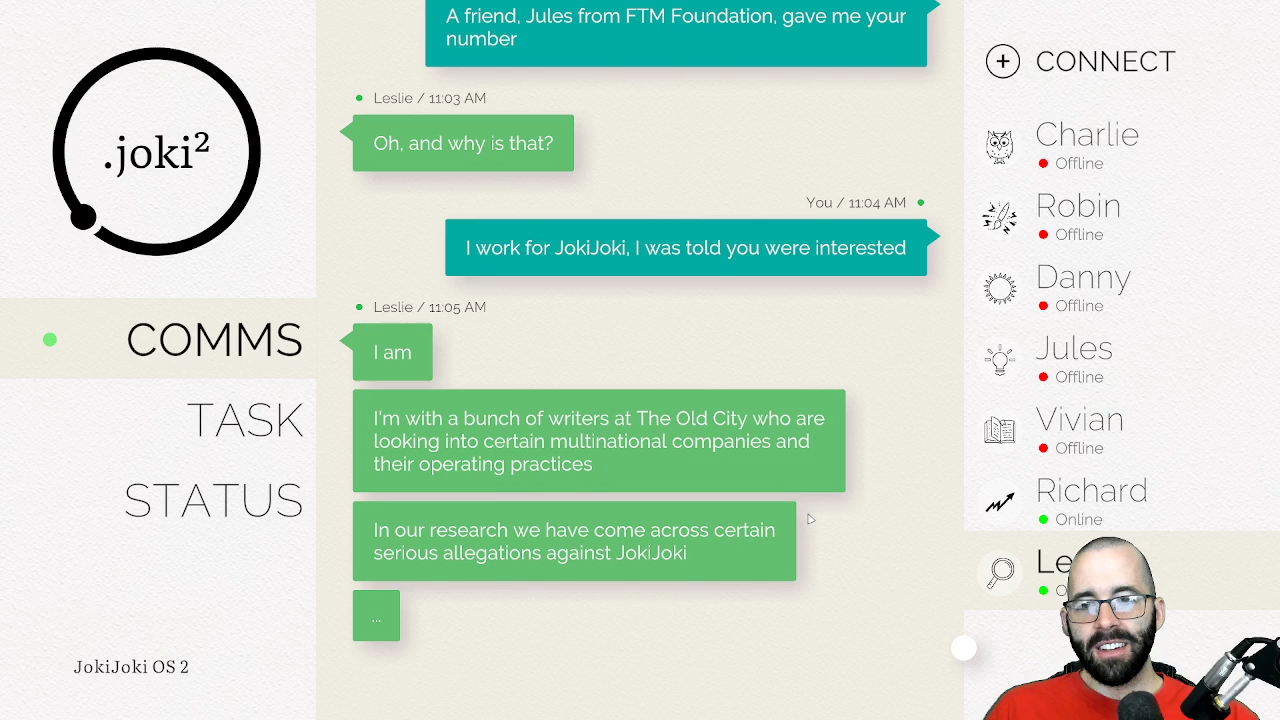 .joki²
COMMS
TASK
STATUS
JokiJoki OS 2
A friend, Jules from FTM Foundation, gave me your
number
Leslie / 11:03 AM
Oh, and why is that?
You / 11:04 AM
I work for JokiJoki, I was told you were interested
Leslie / 11:05 AM
I am
I'm with a bunch of writers at The Old City who are
looking into certain multinational companies and
their operating practices
In our research we have come across certain
serious allegations against JokiJoki
...
CONNECT
Charlie
Offline
Robin
Offline
Danny
Offline
Jules
Offline
Vivian
Offline
Richard
Online